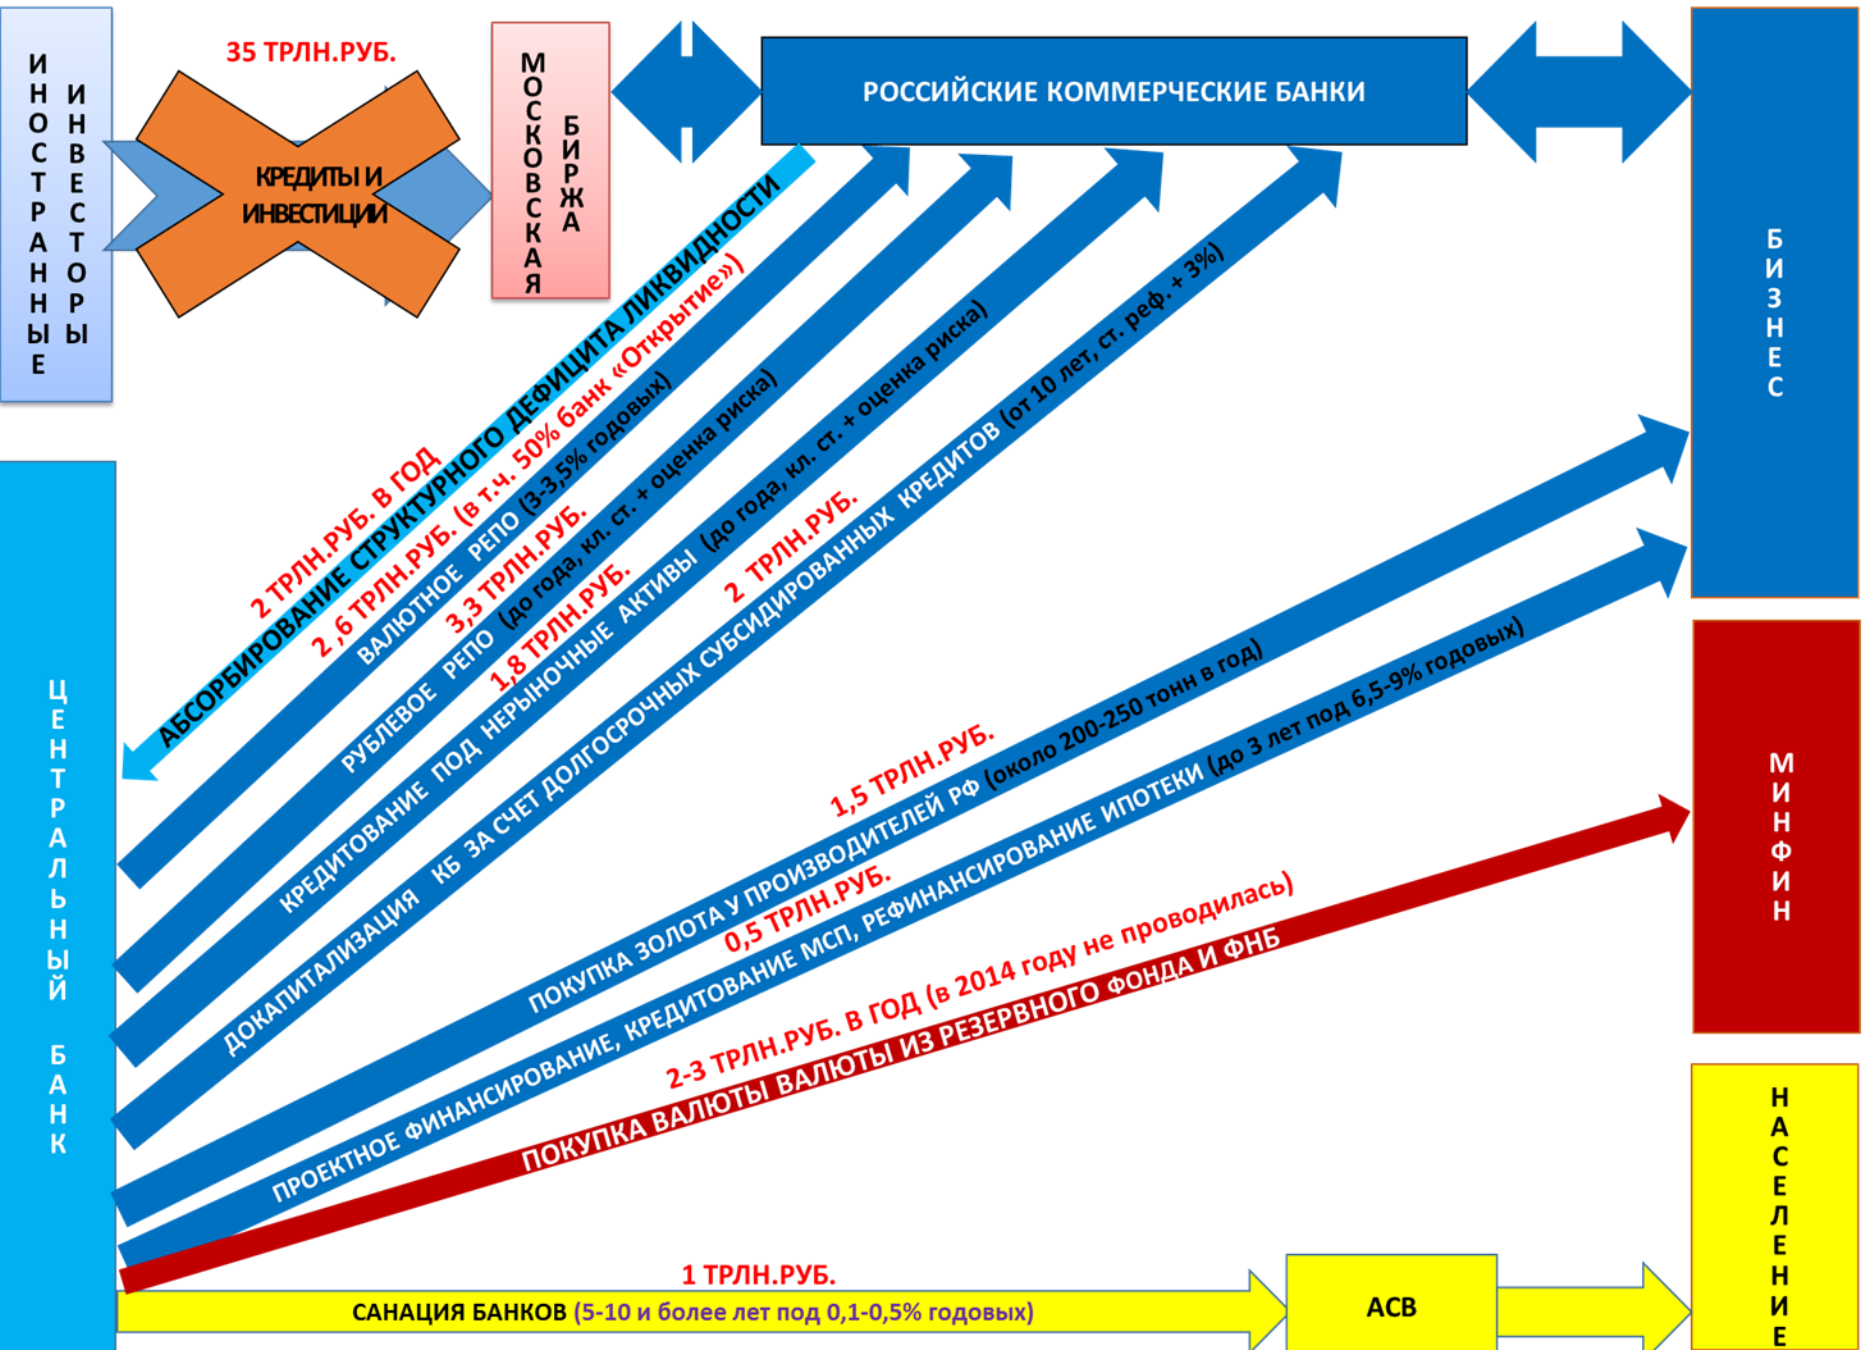 ИНОСТРАННЫЕ
ИНВЕСТОРЫ
35 ТРЛН.РУБ.
КРЕДИТЫ И
ИНВЕСТИЦИИ
МОСКОВСКАЯ
БИРЖА
РОССИЙСКИЕ КОММЕРЧЕСКИЕ БАНКИ
БИЗНЕС
ЦЕНТРАЛЬНЫЙ БАНК
2 ТРЛН.РУБ. В ГОД
АБСОРБИРОВАНИЕ СТРУКТУРНОГО ДЕФИЦИТА ЛИКВИДНОСТИ
2 ,6 ТРЛН.РУБ. (в т.ч. 50% банк «Открытие»)
ВАЛЮТНОЕ РЕПО (3-3,5% годовых)
3,3 ТРЛН.РУБ.
РУБЛЕВОЕ РЕПО (до года, кл. ст. + оценка риска)
1,8 ТРЛН.РУБ.
КРЕДИТОВАНИЕ ПОД НЕРЫНОЧНЫЕ АКТИВЫ (до года, кл. ст. + оценка риска)
2 ТРЛН.РУБ.
ДОКАПИТАЛИЗАЦИЯ КБ ЗА СЧЕТ ДОЛГОСРОЧНЫХ СУБСИДИРОВАННЫХ КРЕДИТОВ (от 10 лет, ст. реф. + 3%)
1,5 ТРЛН.РУБ.
ПОКУПКА ЗОЛОТА У ПРОИЗВОДИТЕЛЕЙ РФ (около 200-250 тонн в год)
0,5 ТРЛН.РУБ.
ПРОЕКТНОЕ ФИНАНСИРОВАНИЕ, КРЕДИТОВАНИЕ МСП, РЕФИНАНСИРОВАНИЕ ИПОТЕКИ (до 3 лет под 6,5-9% годовых)
2-3 ТРЛН.РУБ. В ГОД (в 2014 году не проводилась)
ПОКУПКА ВАЛЮТЫ ВАЛЮТЫ ИЗ РЕЗЕРВНОГО ФОНДА И ФНБ
МИНФИН
1 ТРЛН.РУБ.
САНАЦИЯ БАНКОВ (5-10 и более лет под 0,1-0,5% годовых)
АСВ
НАСЕЛЕНИЕ